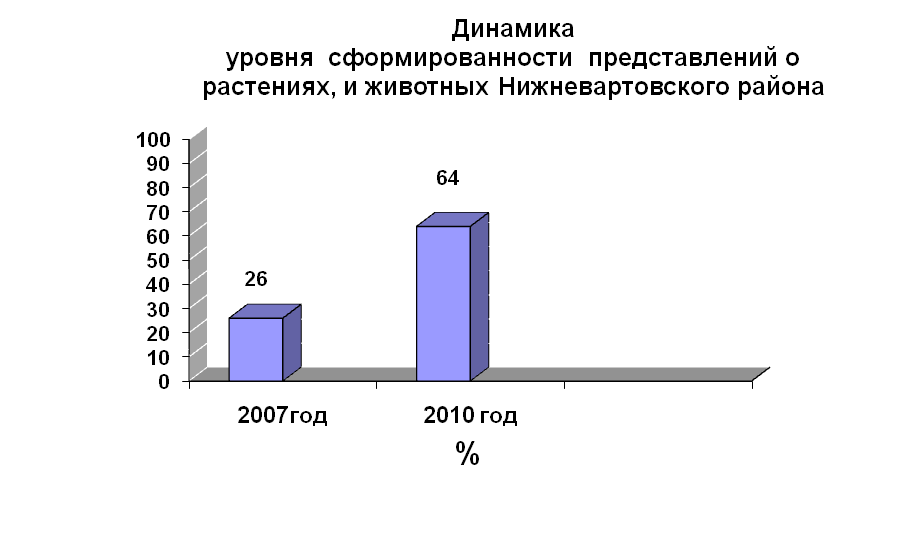 Динамика
уровня сформированности представлений о
растениях, и животных Нижневартовского района
100
90
80
70
60
50
40
30
20
10
0
26
64
2007год
2010 год
%